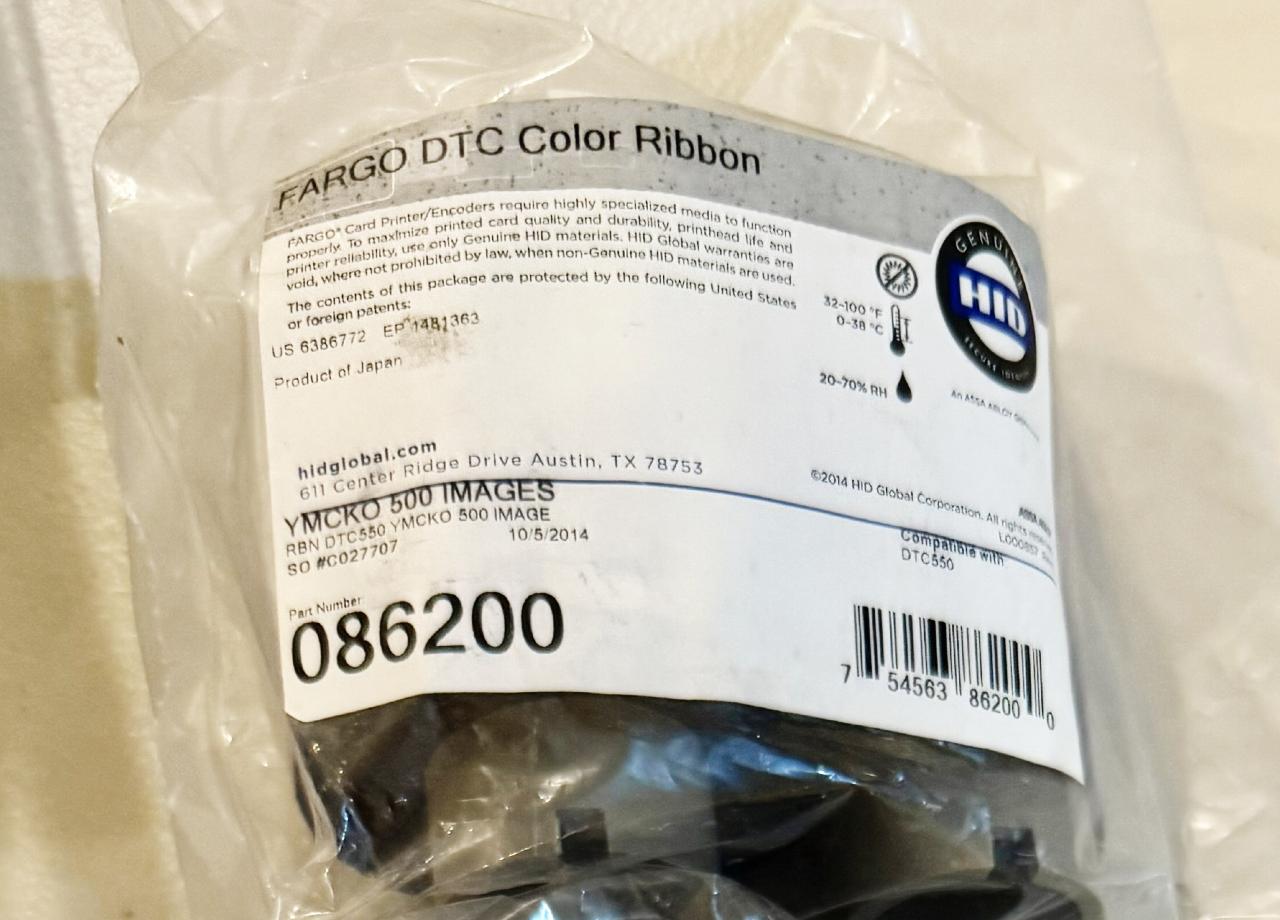 FARGO DTC Color Ribbon
FARGO® Card Printer/Encoders require highly specialized media to function
properly. To maximize printed card quality and durability, printhead life and
printer reliability, use only Genuine HID materials. HID Global warranties are
void, where not prohibited by law, when non-Genuine HID materials are used.
The contents of this package are protected by the following United States
or foreign patents:
US 6386772 EP 1481363
Product of Japan
32-100 °F
0-38 °C
20-70% RH
GENUINE
HID
An ASSA ABLOY
hidglobal.com
611 Center Ridge Drive Austin, TX 78753
©2014 HID Global Corporation. All rights
YMCKO 500 IMAGES
RBN DTC550 YMCKO 500 IMAGE
SO #C027707 10/5/2014
Compatible with
DTC550
Part Number
086200
7 54563 86200 0